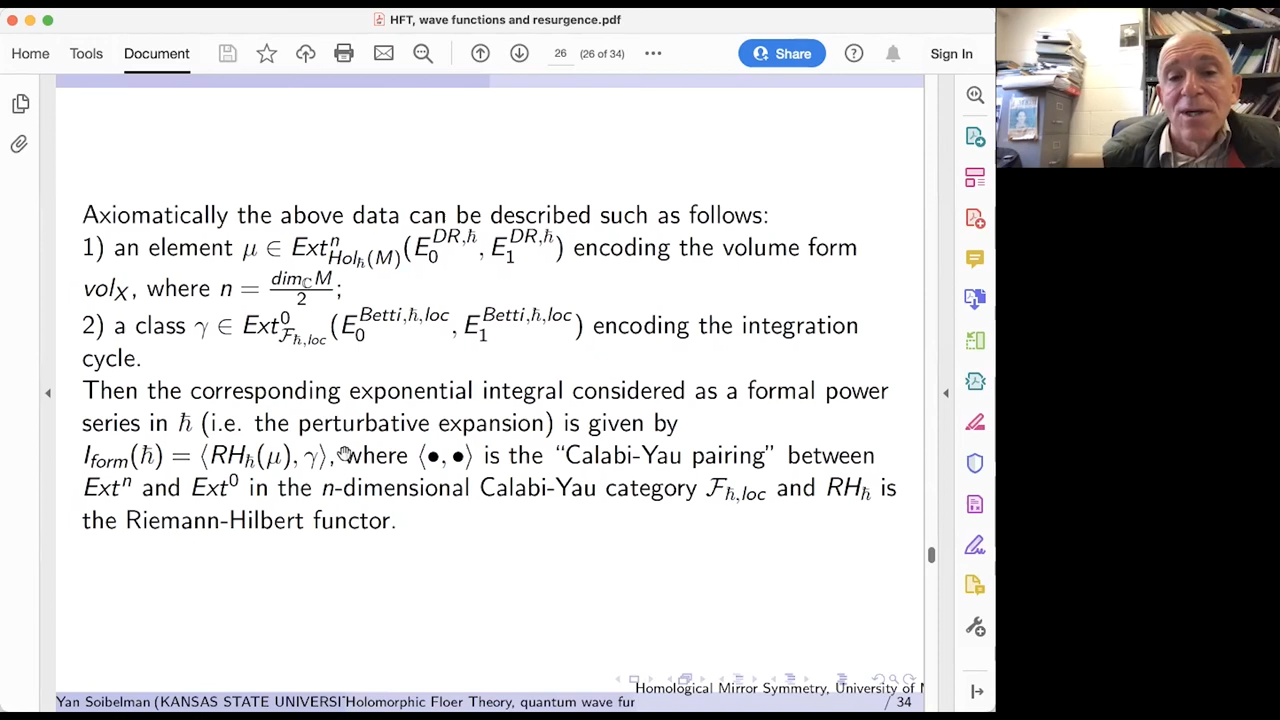 HFT, wave functions and resurgence.pdf
Home Tools Document 26 (26 of 34) Share Sign In
Axiomatically the above data can be described such as follows:
1) an element μ ∈ Ext^n_{Hol_ħ(M)}(E_0^{DR,ħ}, E_1^{DR,ħ}) encoding the volume form
vol_X, where n = dim_ℂ M / 2;
2) a class γ ∈ Ext^0_{ℱ_{ħ,loc}}(E_0^{Betti,ħ,loc}, E_1^{Betti,ħ,loc}) encoding the integration
cycle.
Then the corresponding exponential integral considered as a formal power
series in ħ (i.e. the perturbative expansion) is given by
I_{form}(ħ) = ⟨RH_ħ(μ), γ⟩, where ⟨•, •⟩ is the “Calabi-Yau pairing” between
Ext^n and Ext^0 in the n-dimensional Calabi-Yau category ℱ_{ħ,loc} and RH_ħ is
the Riemann-Hilbert functor.
Homological Mirror Symmetry, University of
Yan Soibelman (KANSAS STATE UNIVERSI Holomorphic Floer Theory, quantum wave fur / 34